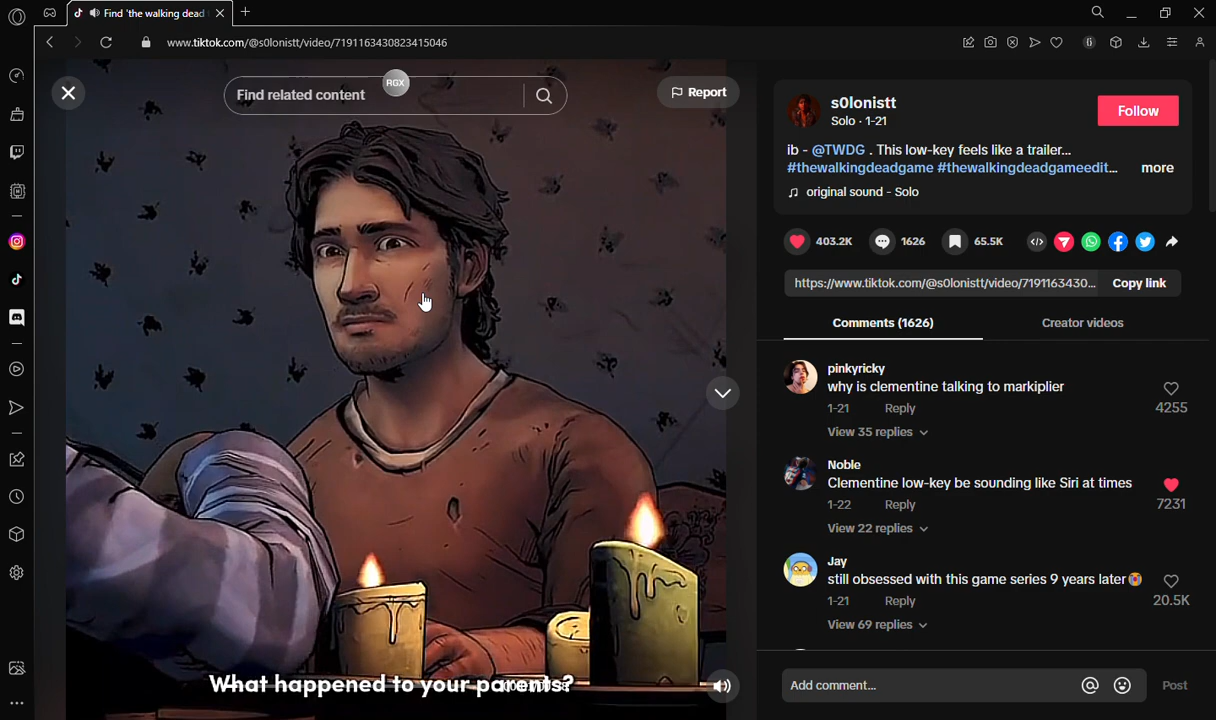 Find 'the walking dead
www.tiktok.com/@s0lonistt/video/7191163430823415046
RGX
Find related content
Report
s0lonistt
Solo · 1-21
Follow
ib - @TWDG . This low-key feels like a trailer...
#thewalkingdeadgame #thewalkingdeadgameedit...
more
original sound - Solo
403.2K
1626
65.5K
https://www.tiktok.com/@s0lonistt/video/7191163430...
Copy link
Comments (1626)
Creator videos
pinkyricky
why is clementine talking to markiplier
1-21 Reply
4255
View 35 replies
Noble
Clementine low-key be sounding like Siri at times
1-22 Reply
7231
View 22 replies
Jay
still obsessed with this game series 9 years later😭
1-21 Reply
20.5K
View 69 replies
What happened to your parents?
Add comment...
Post